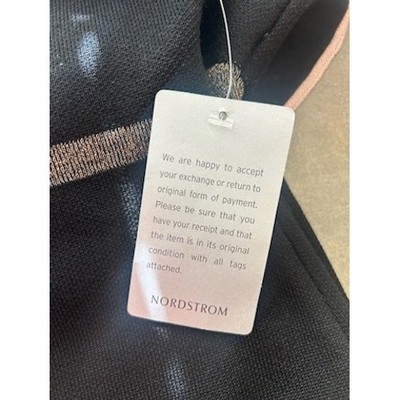 We are happy to accept
your exchange or return to
original form of payment.
Please be sure that you
have your receipt and that
the item is in its original
condition with all tags
attached.
NORDSTROM